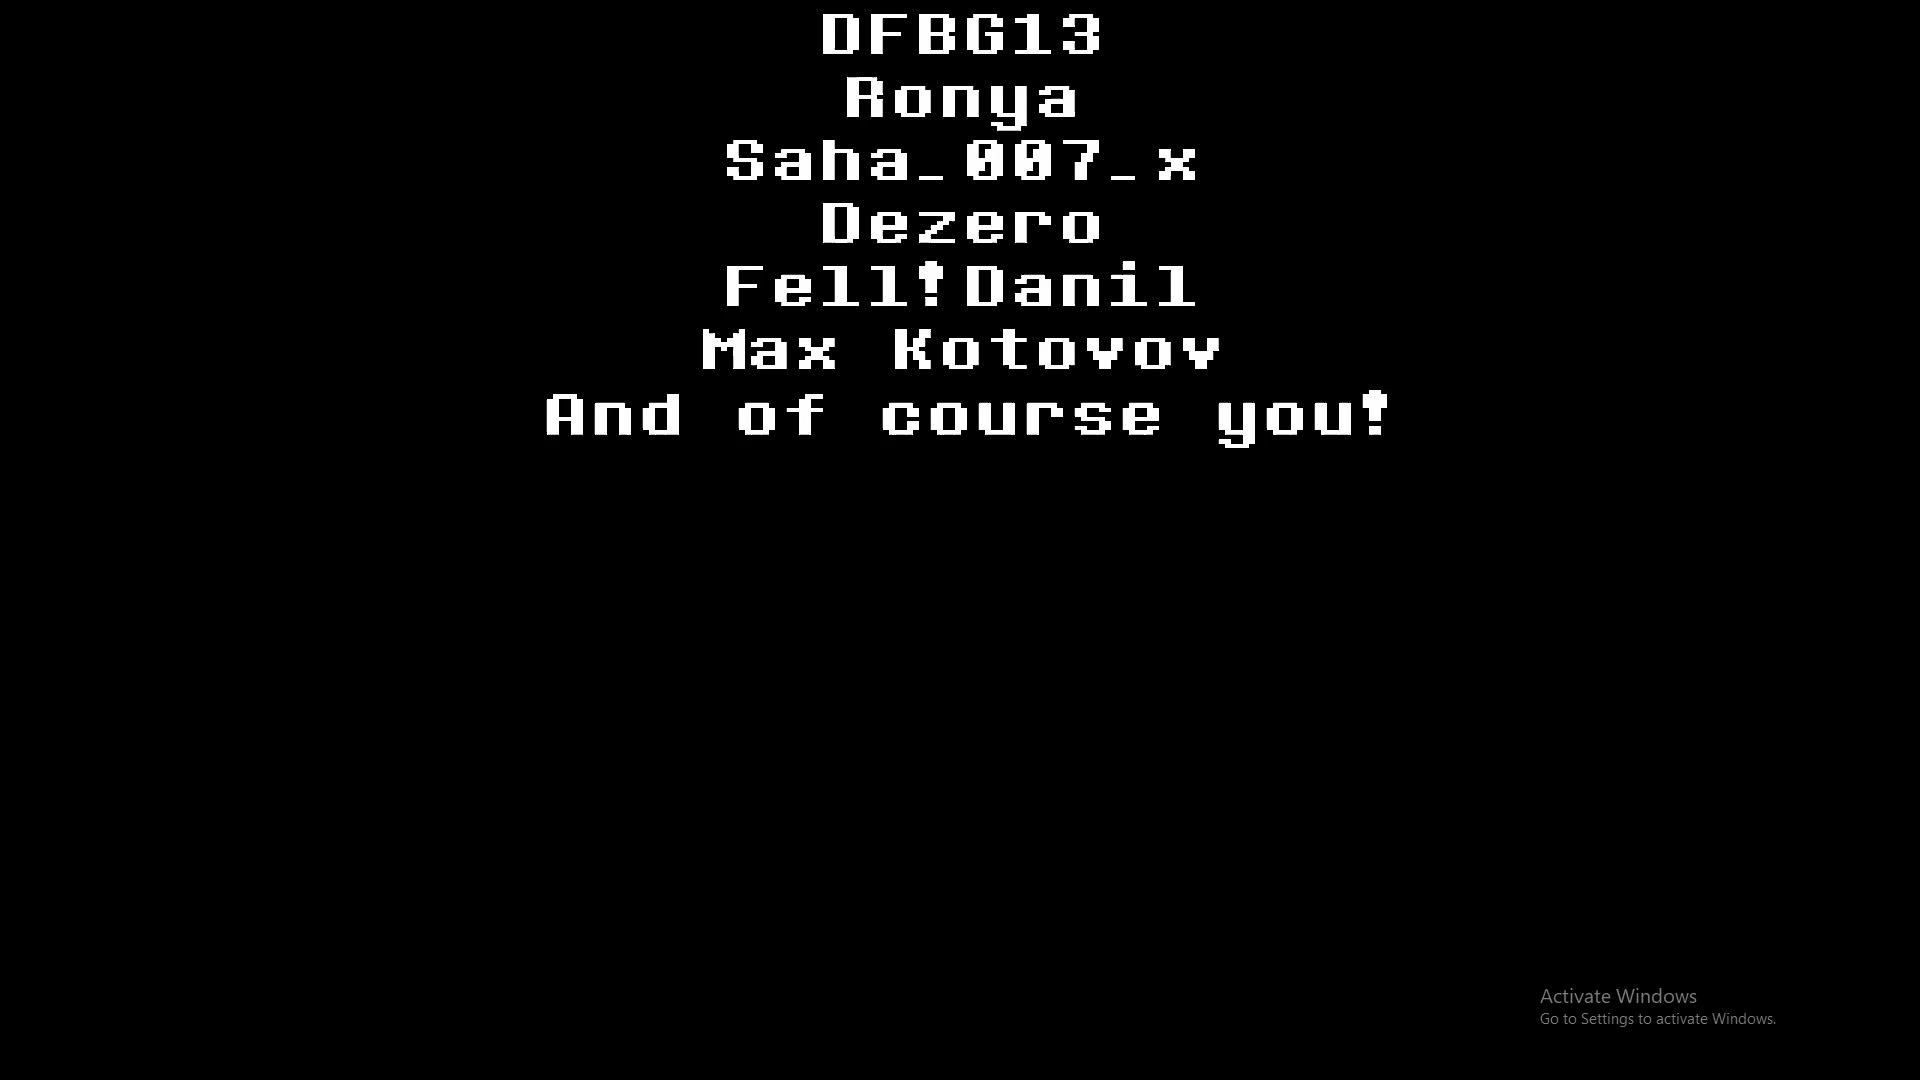 DFBG13
Ronya
Saha_007_x
Dezero
Fell!Danil
Max Kotovov
And of course you!
Activate Windows
Go to Settings to activate Windows.